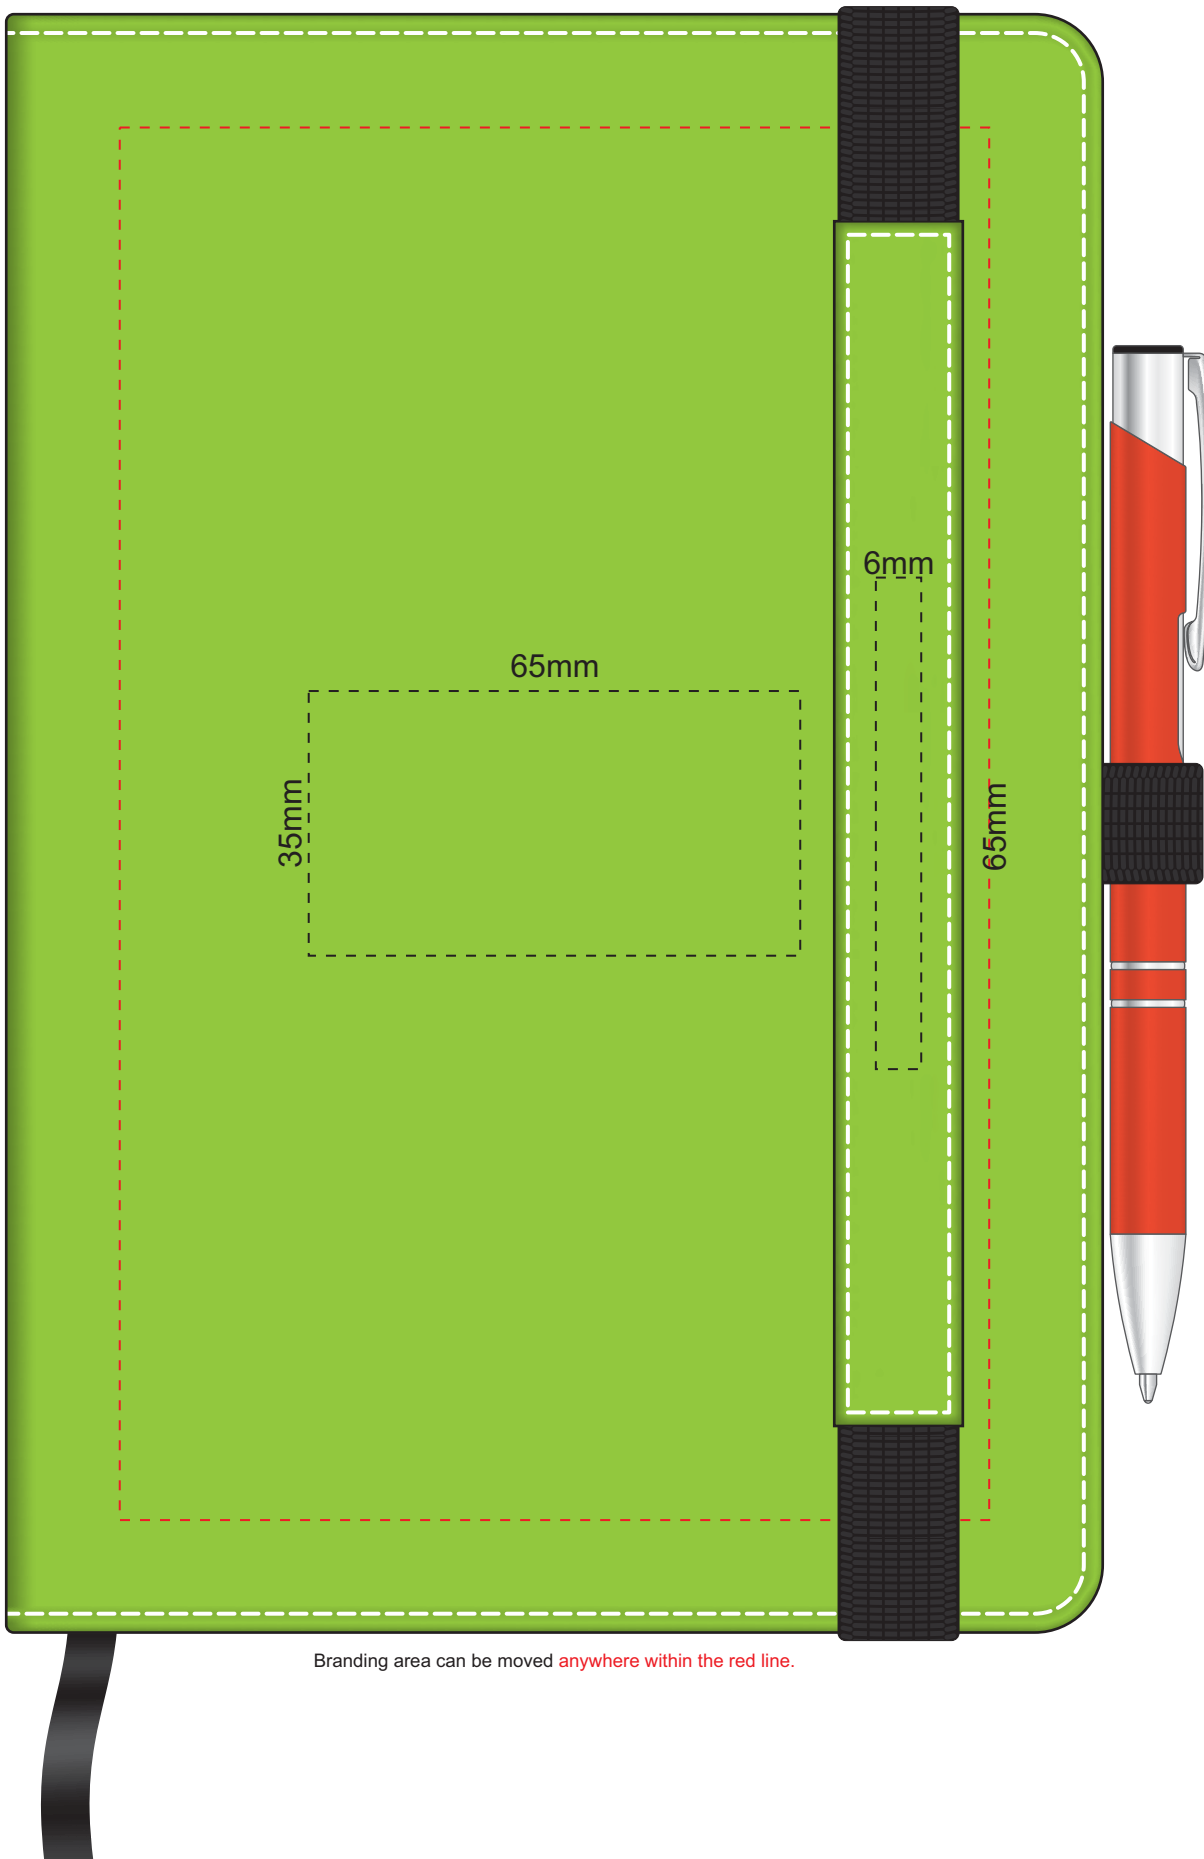 6mm
65mm
35mm
65mm
Branding area can be moved anywhere within the red line.